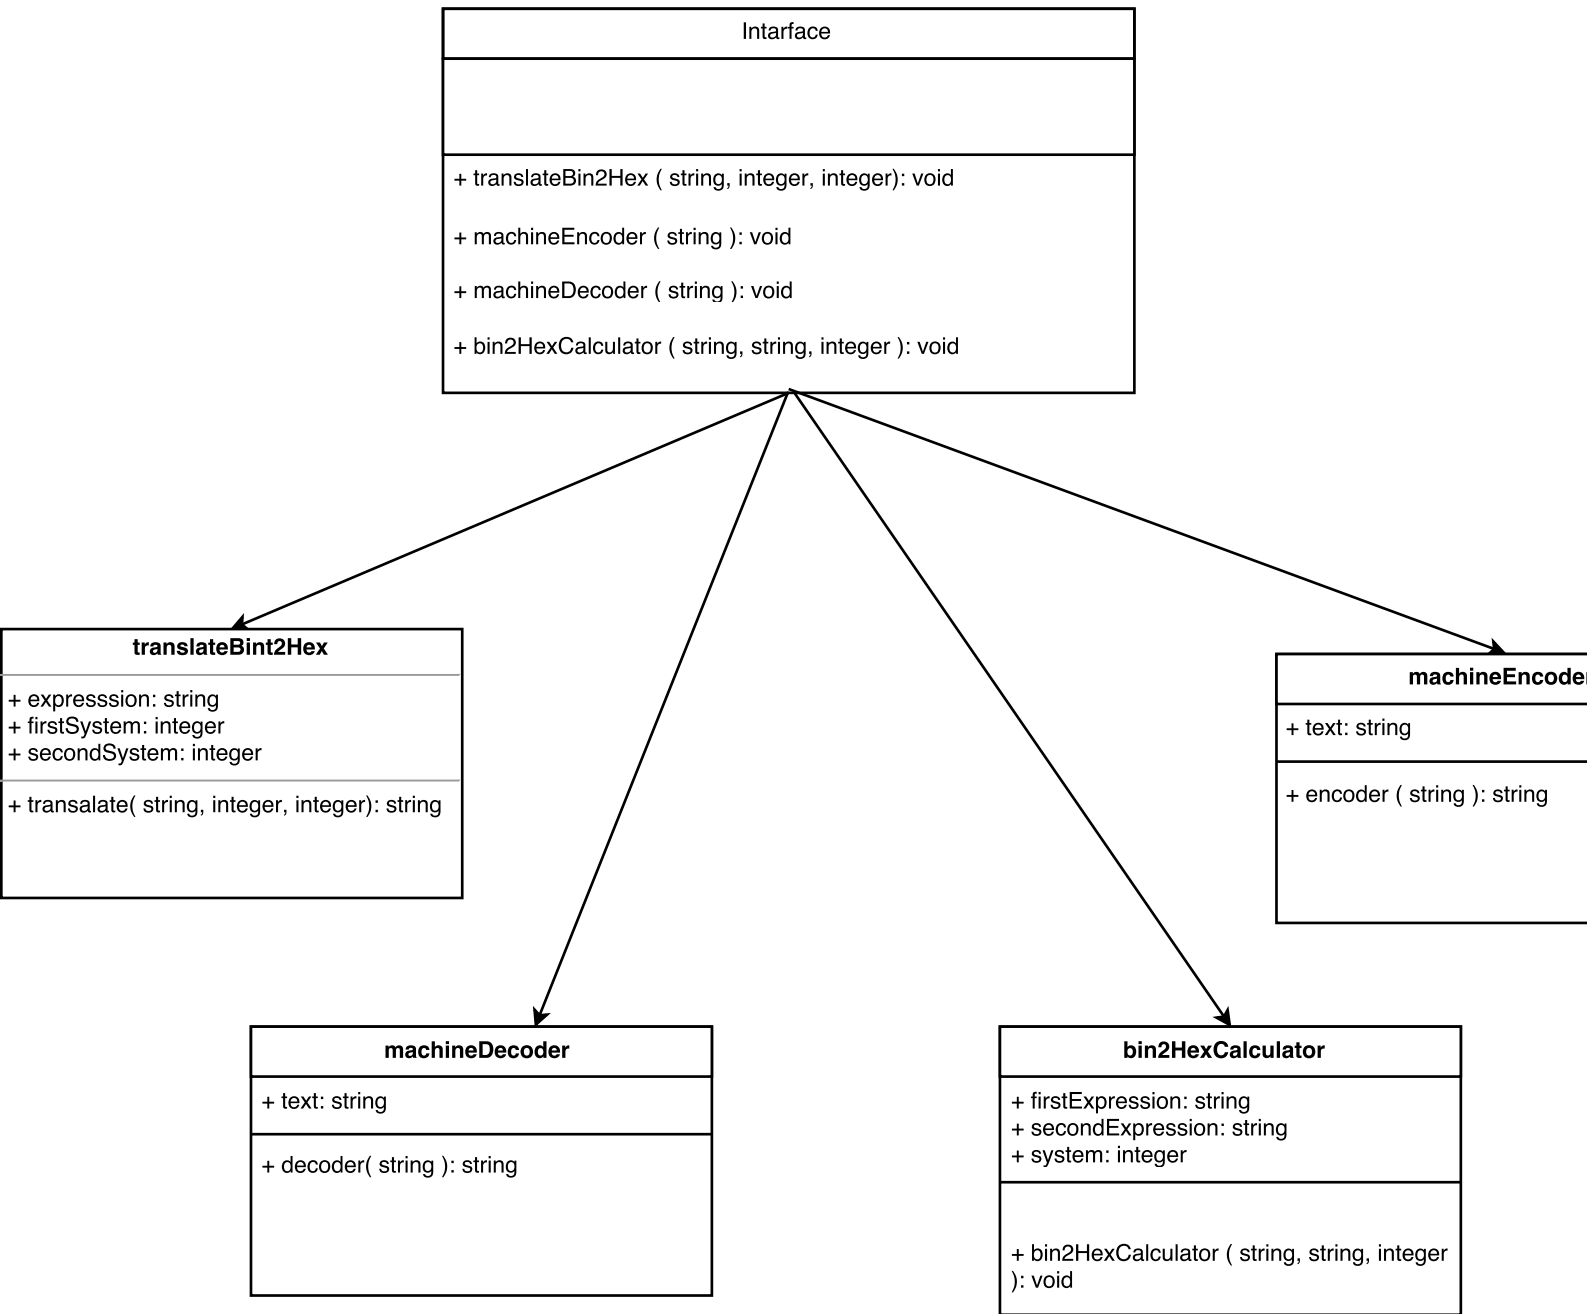 Intarface
+ translateBin2Hex ( string, integer, integer): void
+ machineEncoder ( string ): void
+ machineDecoder ( string ): void
+ bin2HexCalculator ( string, string, integer ): void
translateBint2Hex
+ expresssion: string
+ firstSystem: integer
+ secondSystem: integer
+ transalate( string, integer, integer): string
machineEncoder
+ text: string
+ encoder ( string ): string
machineDecoder
+ text: string
+ decoder( string ): string
bin2HexCalculator
+ firstExpression: string
+ secondExpression: string
+ system: integer
+ bin2HexCalculator ( string, string, integer
): void